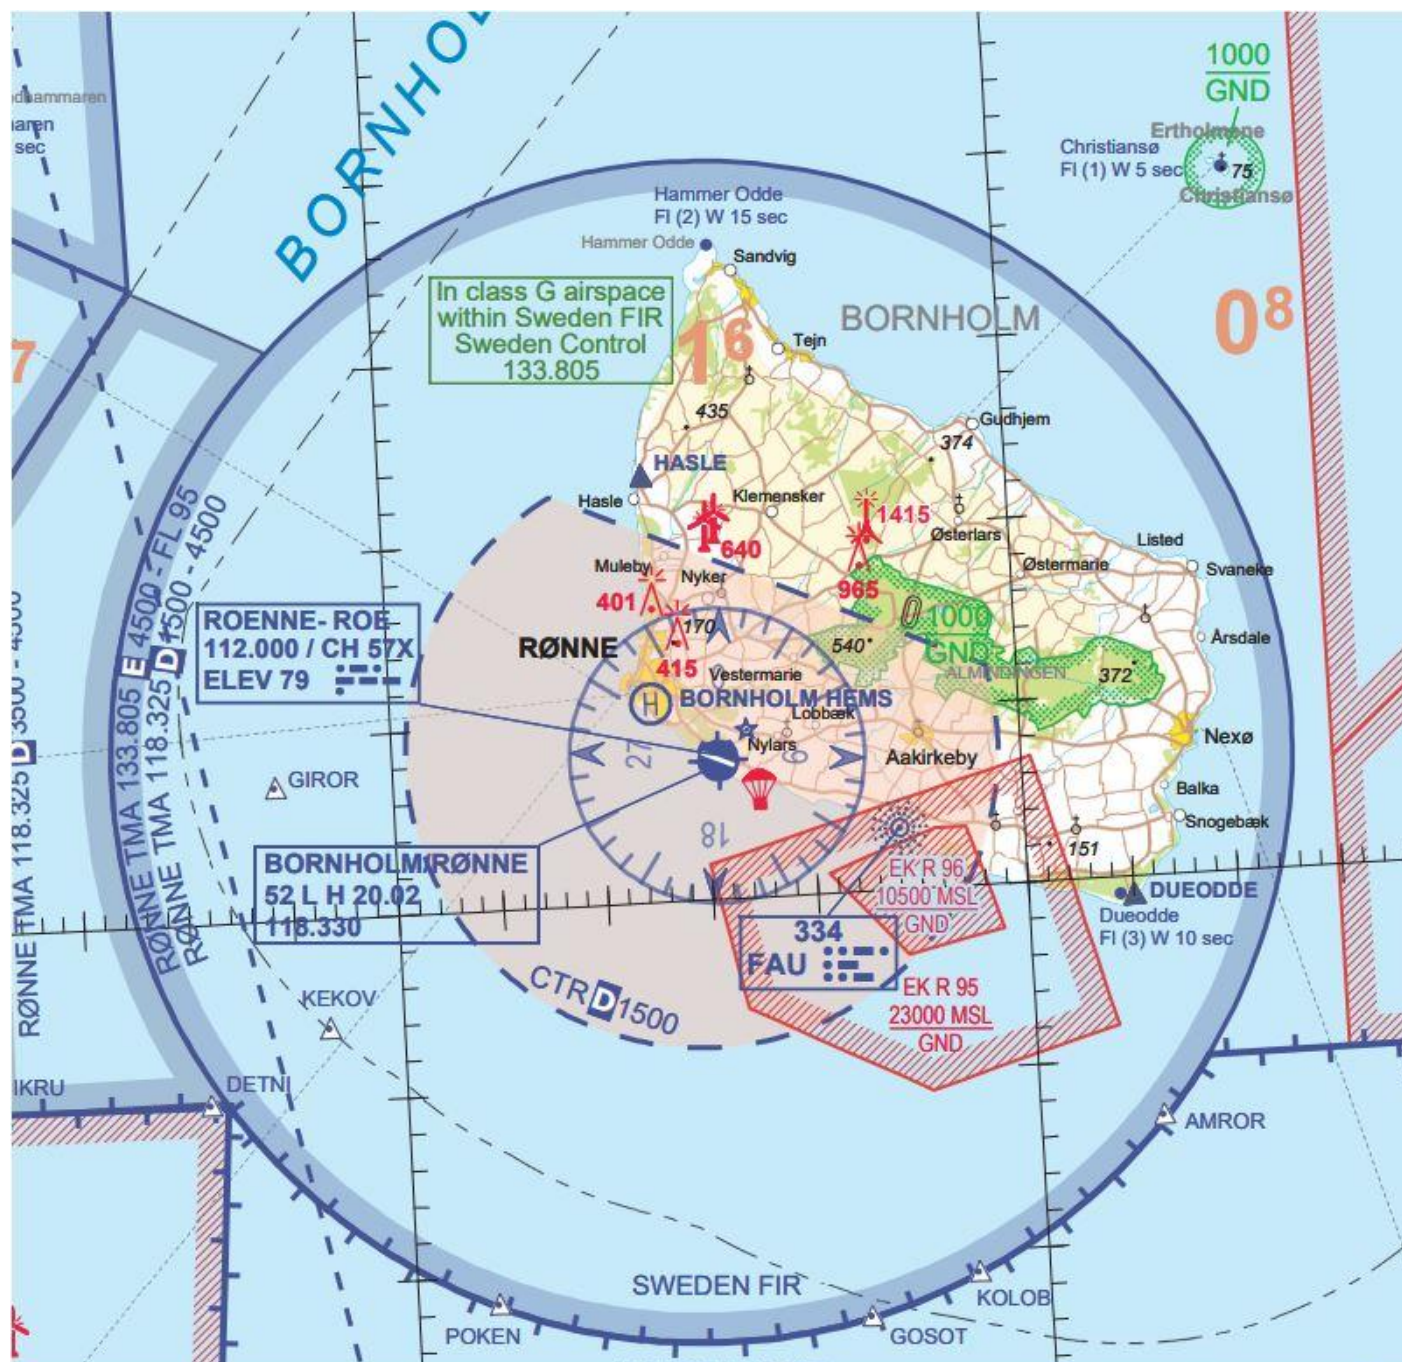 BORNHOL
1000
GND
Ertholmene
Christiansø
Fl (1) W 5 sec
75
Christiansø
dhammaren
aren
sec
Hammer Odde
Fl (2) W 15 sec
Hammer Odde
Sandvig
In class G airspace
within Sweden FIR
Sweden Control
133.805
16
BORNHOLM
08
7
Tejn
435
Gudhjem
374
HASLE
Hasle
Klemensker
1415
640
Østerlars
Listed
Svaneke
Muleby
Nyker
965
Østermarie
401
170
1000
GND
Årsdale
ROENNE- ROE
112.000 / CH 57X
ELEV 79
RØNNE
415
540
ALMINDINGEN
372
Vestermarie
H
BORNHOLM HEMS
Lobbæk
Nylars
27
9
18
Aakirkeby
Nexø
Balka
Snogebæk
151
GIROR
RØNNE TMA 133.805 E 4500 - FL 95
RØNNE TMA 118.325 D 1500 - 4500
RØNNE TMA 118.325 D 3500 - 4500
BORNHOLM/RØNNE
52 L H 20.02
118.330
EK R 96
10500 MSL
GND
DUEODDE
Dueodde
Fl (3) W 10 sec
334
FAU
EK R 95
23000 MSL
GND
CTR D 1500
KEKOV
IKRU
DETNI
AMROR
SWEDEN FIR
KOLOB
POKEN
GOSOT